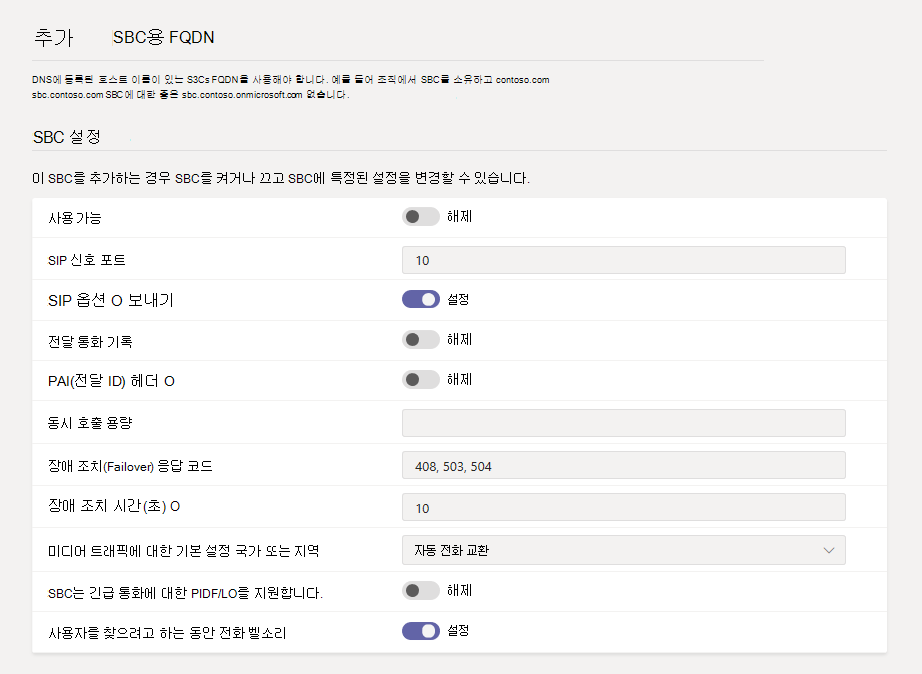 추가 SBC용 FQDN
DNS에 등록된 호스트 이름이 있는 S3Cs FQDN을 사용해야 합니다. 예를 들어 조직에서 SBC를 소유하고 contoso.com
sbc.contoso.com SBC에 대한 좋은 sbc.contoso.onmicrosoft.com 없습니다.
SBC 설정
이 SBC를 추가하는 경우 SBC를 켜거나 끄고 SBC에 특정된 설정을 변경할 수 있습니다.
사용 가능 해제
SIP 신호 포트 10
SIP 옵션 O 보내기 설정
전달 통화 기록 해제
PAI(전달 ID) 헤더 O 해제
동시 호출 용량
장애 조치(Failover) 응답 코드 408, 503, 504
장애 조치 시간(초) O 10
미디어 트래픽에 대한 기본 설정 국가 또는 지역 자동 전화 교환
SBC는 긴급 통화에 대한 PIDF/LO를 지원합니다. 해제
사용자를 찾으려고 하는 동안 전화 벨소리 설정